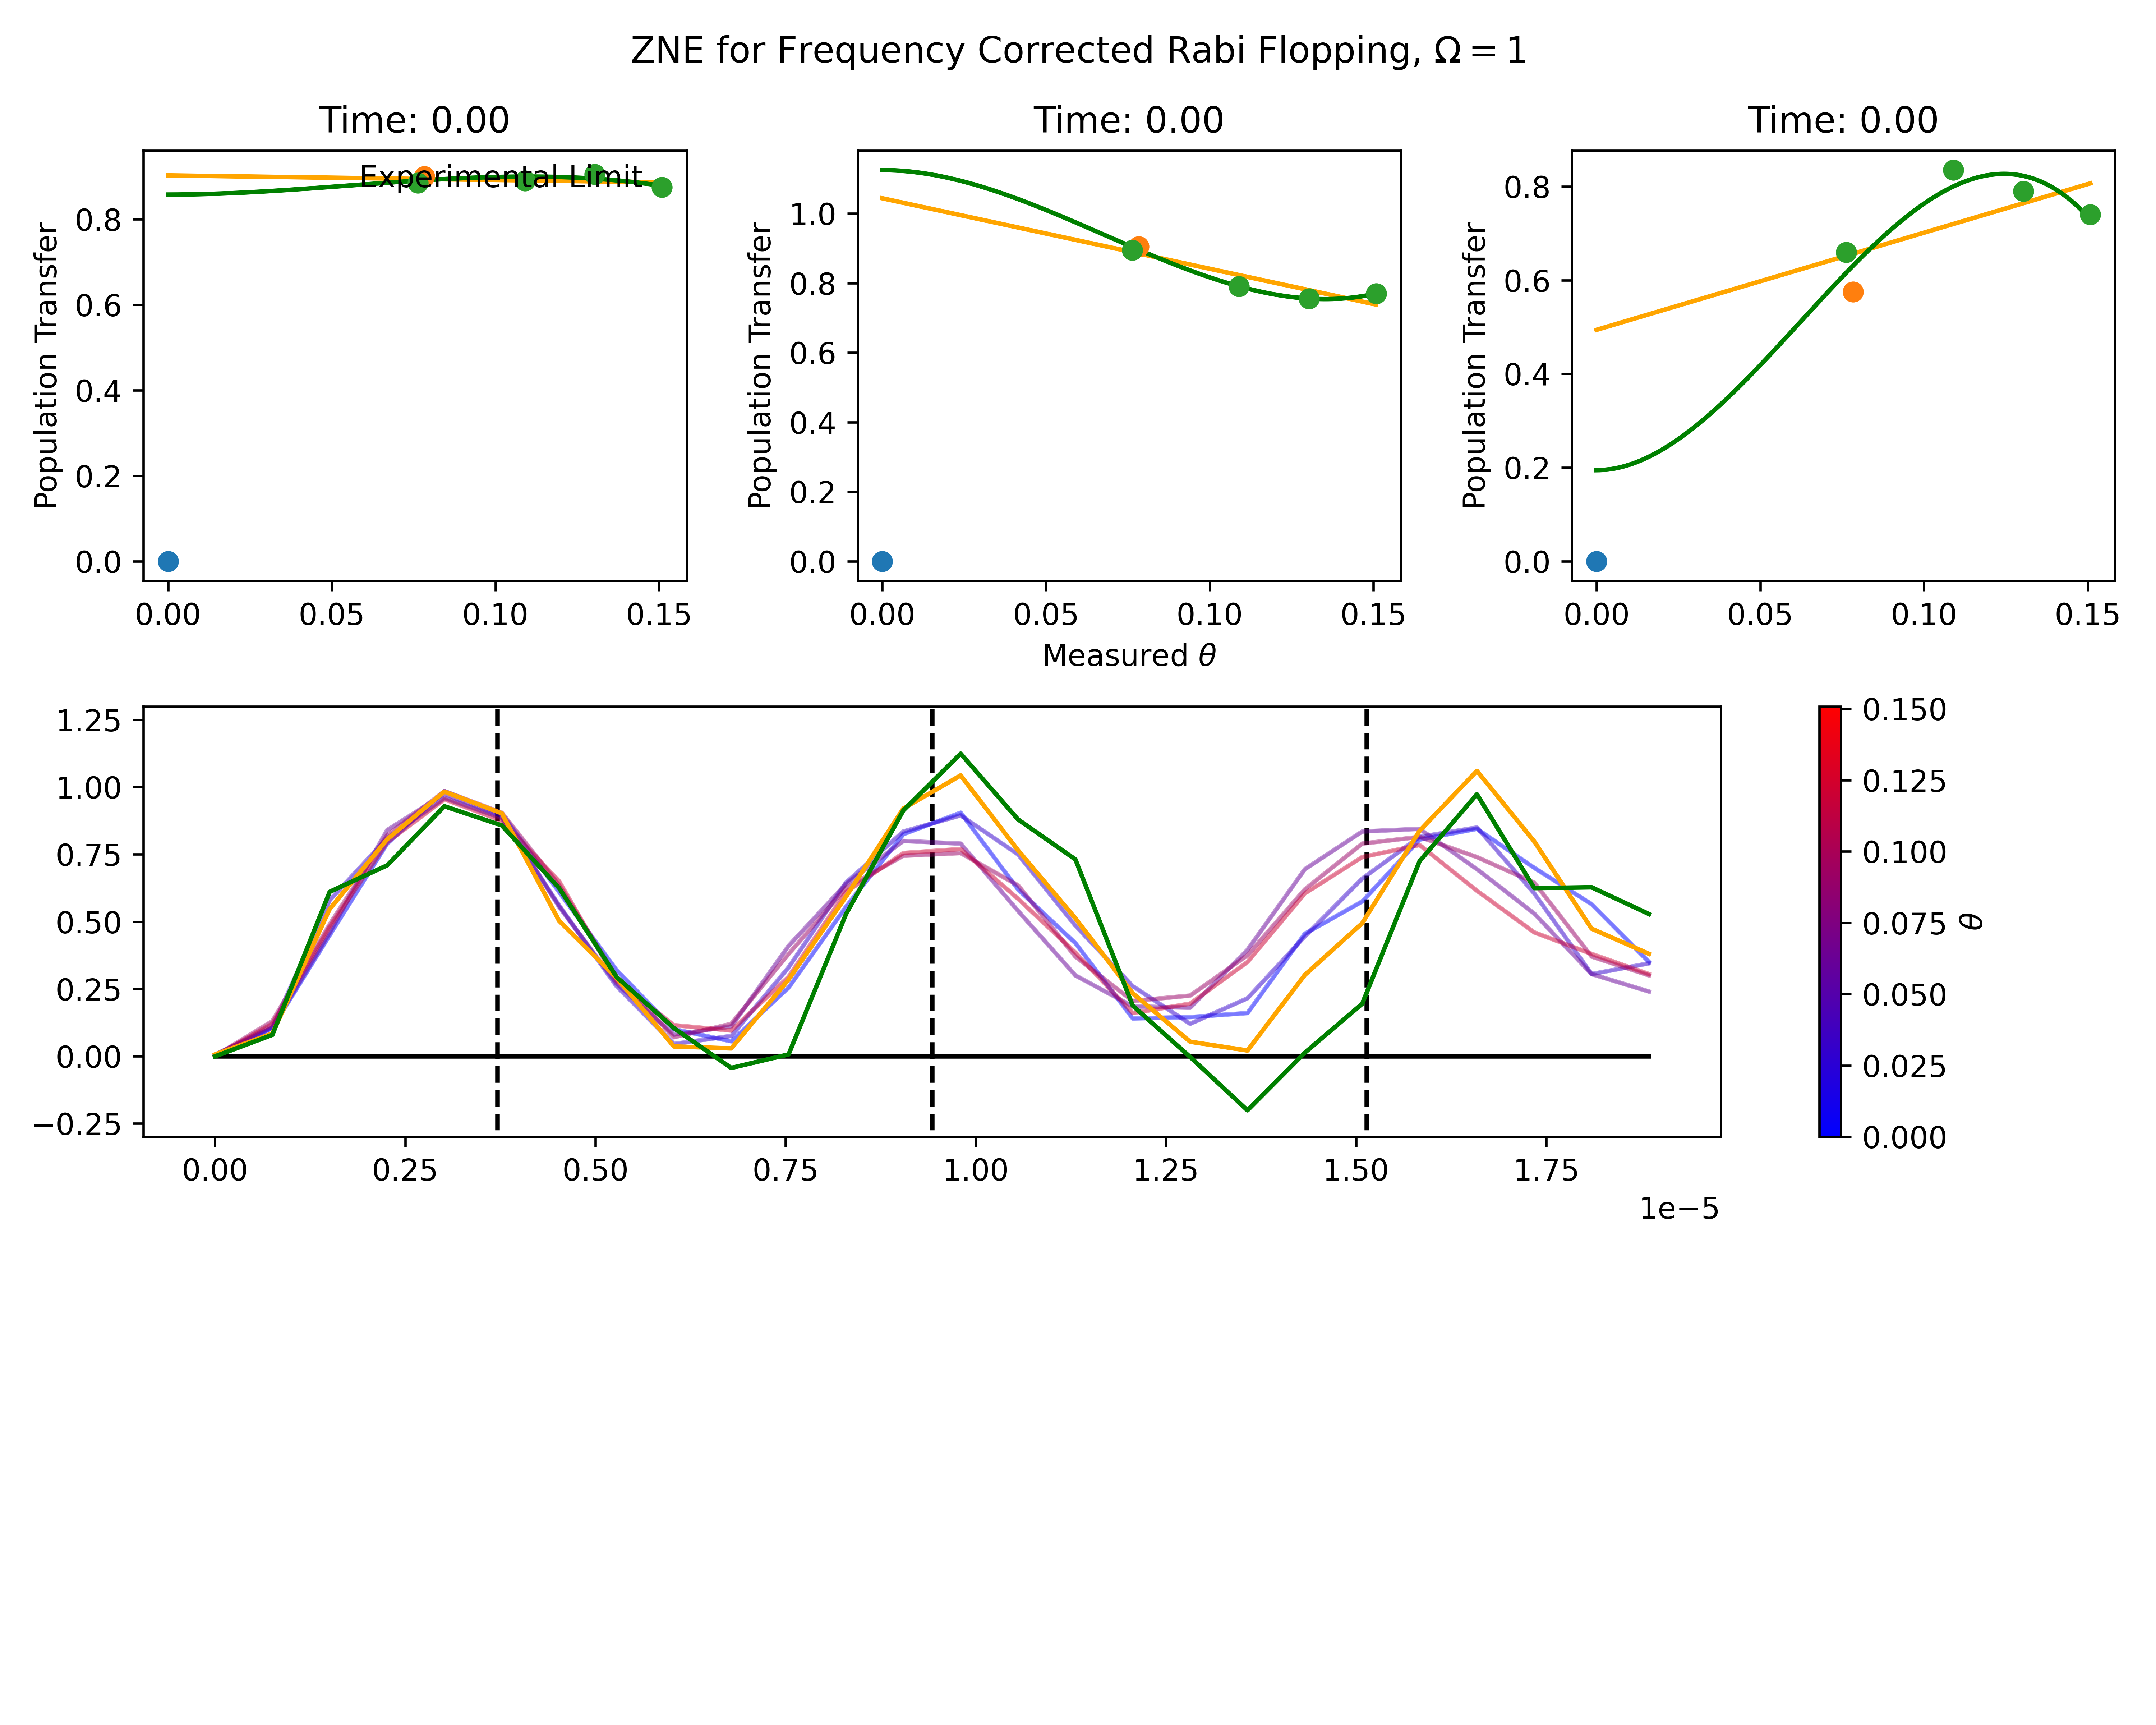 ZNE for Frequency Corrected Rabi Flopping, Ω = 1
Time: 0.00
Time: 0.00
Time: 0.00
Experimental Limit
Population Transfer
0.8
0.6
0.4
0.2
0.0
0.00 0.05 0.10 0.15
Population Transfer
1.0
0.8
0.6
0.4
0.2
0.0
0.00 0.05 0.10 0.15
Measured θ
Population Transfer
0.8
0.6
0.4
0.2
0.0
0.00 0.05 0.10 0.15
1.25
1.00
0.75
0.50
0.25
0.00
−0.25
0.00 0.25 0.50 0.75 1.00 1.25 1.50 1.75
1e−5
0.150
0.125
0.100
0.075
0.050
0.025
0.000
θ